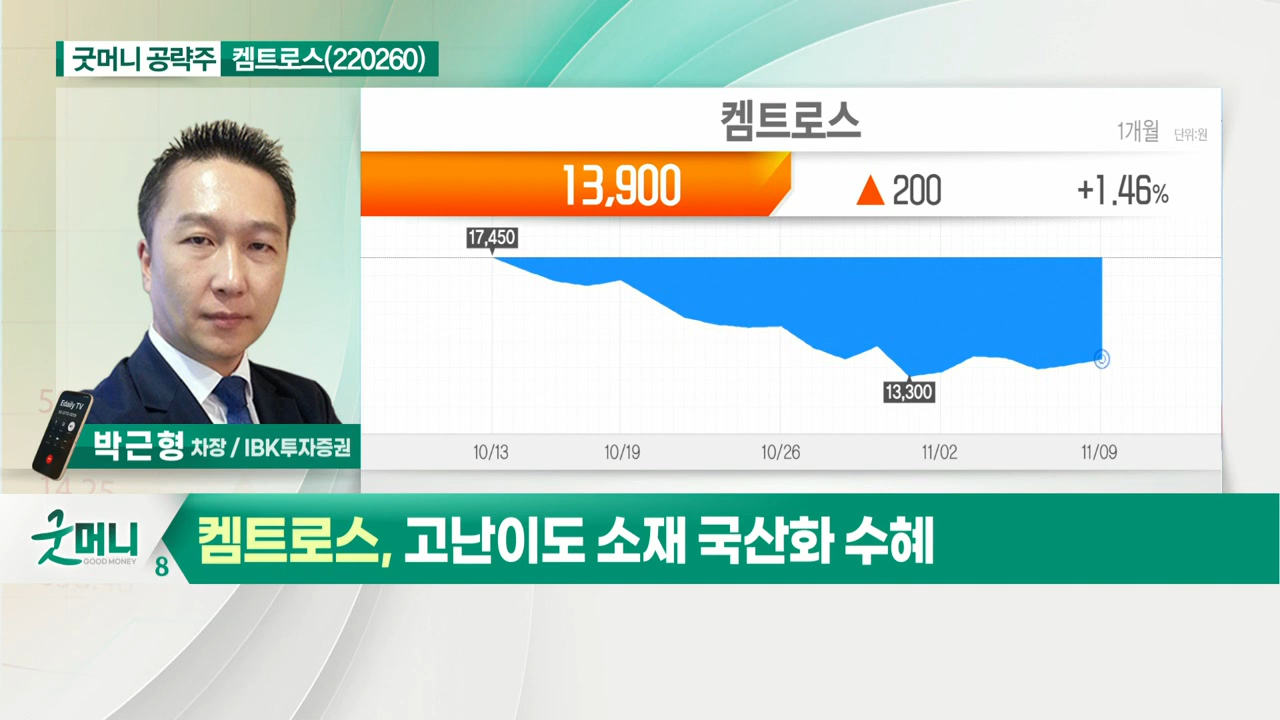 굿머니 공략주 켐트로스(220260)
켐트로스
1개월 단위:원
13,900 ▲ 200 +1.46%
17,450
13,300
10/13 10/19 10/26 11/02 11/09
Edaily TV
박근형 차장 / IBK투자증권
14.25
굿머니
GOOD MONEY
8
켐트로스, 고난이도 소재 국산화 수혜